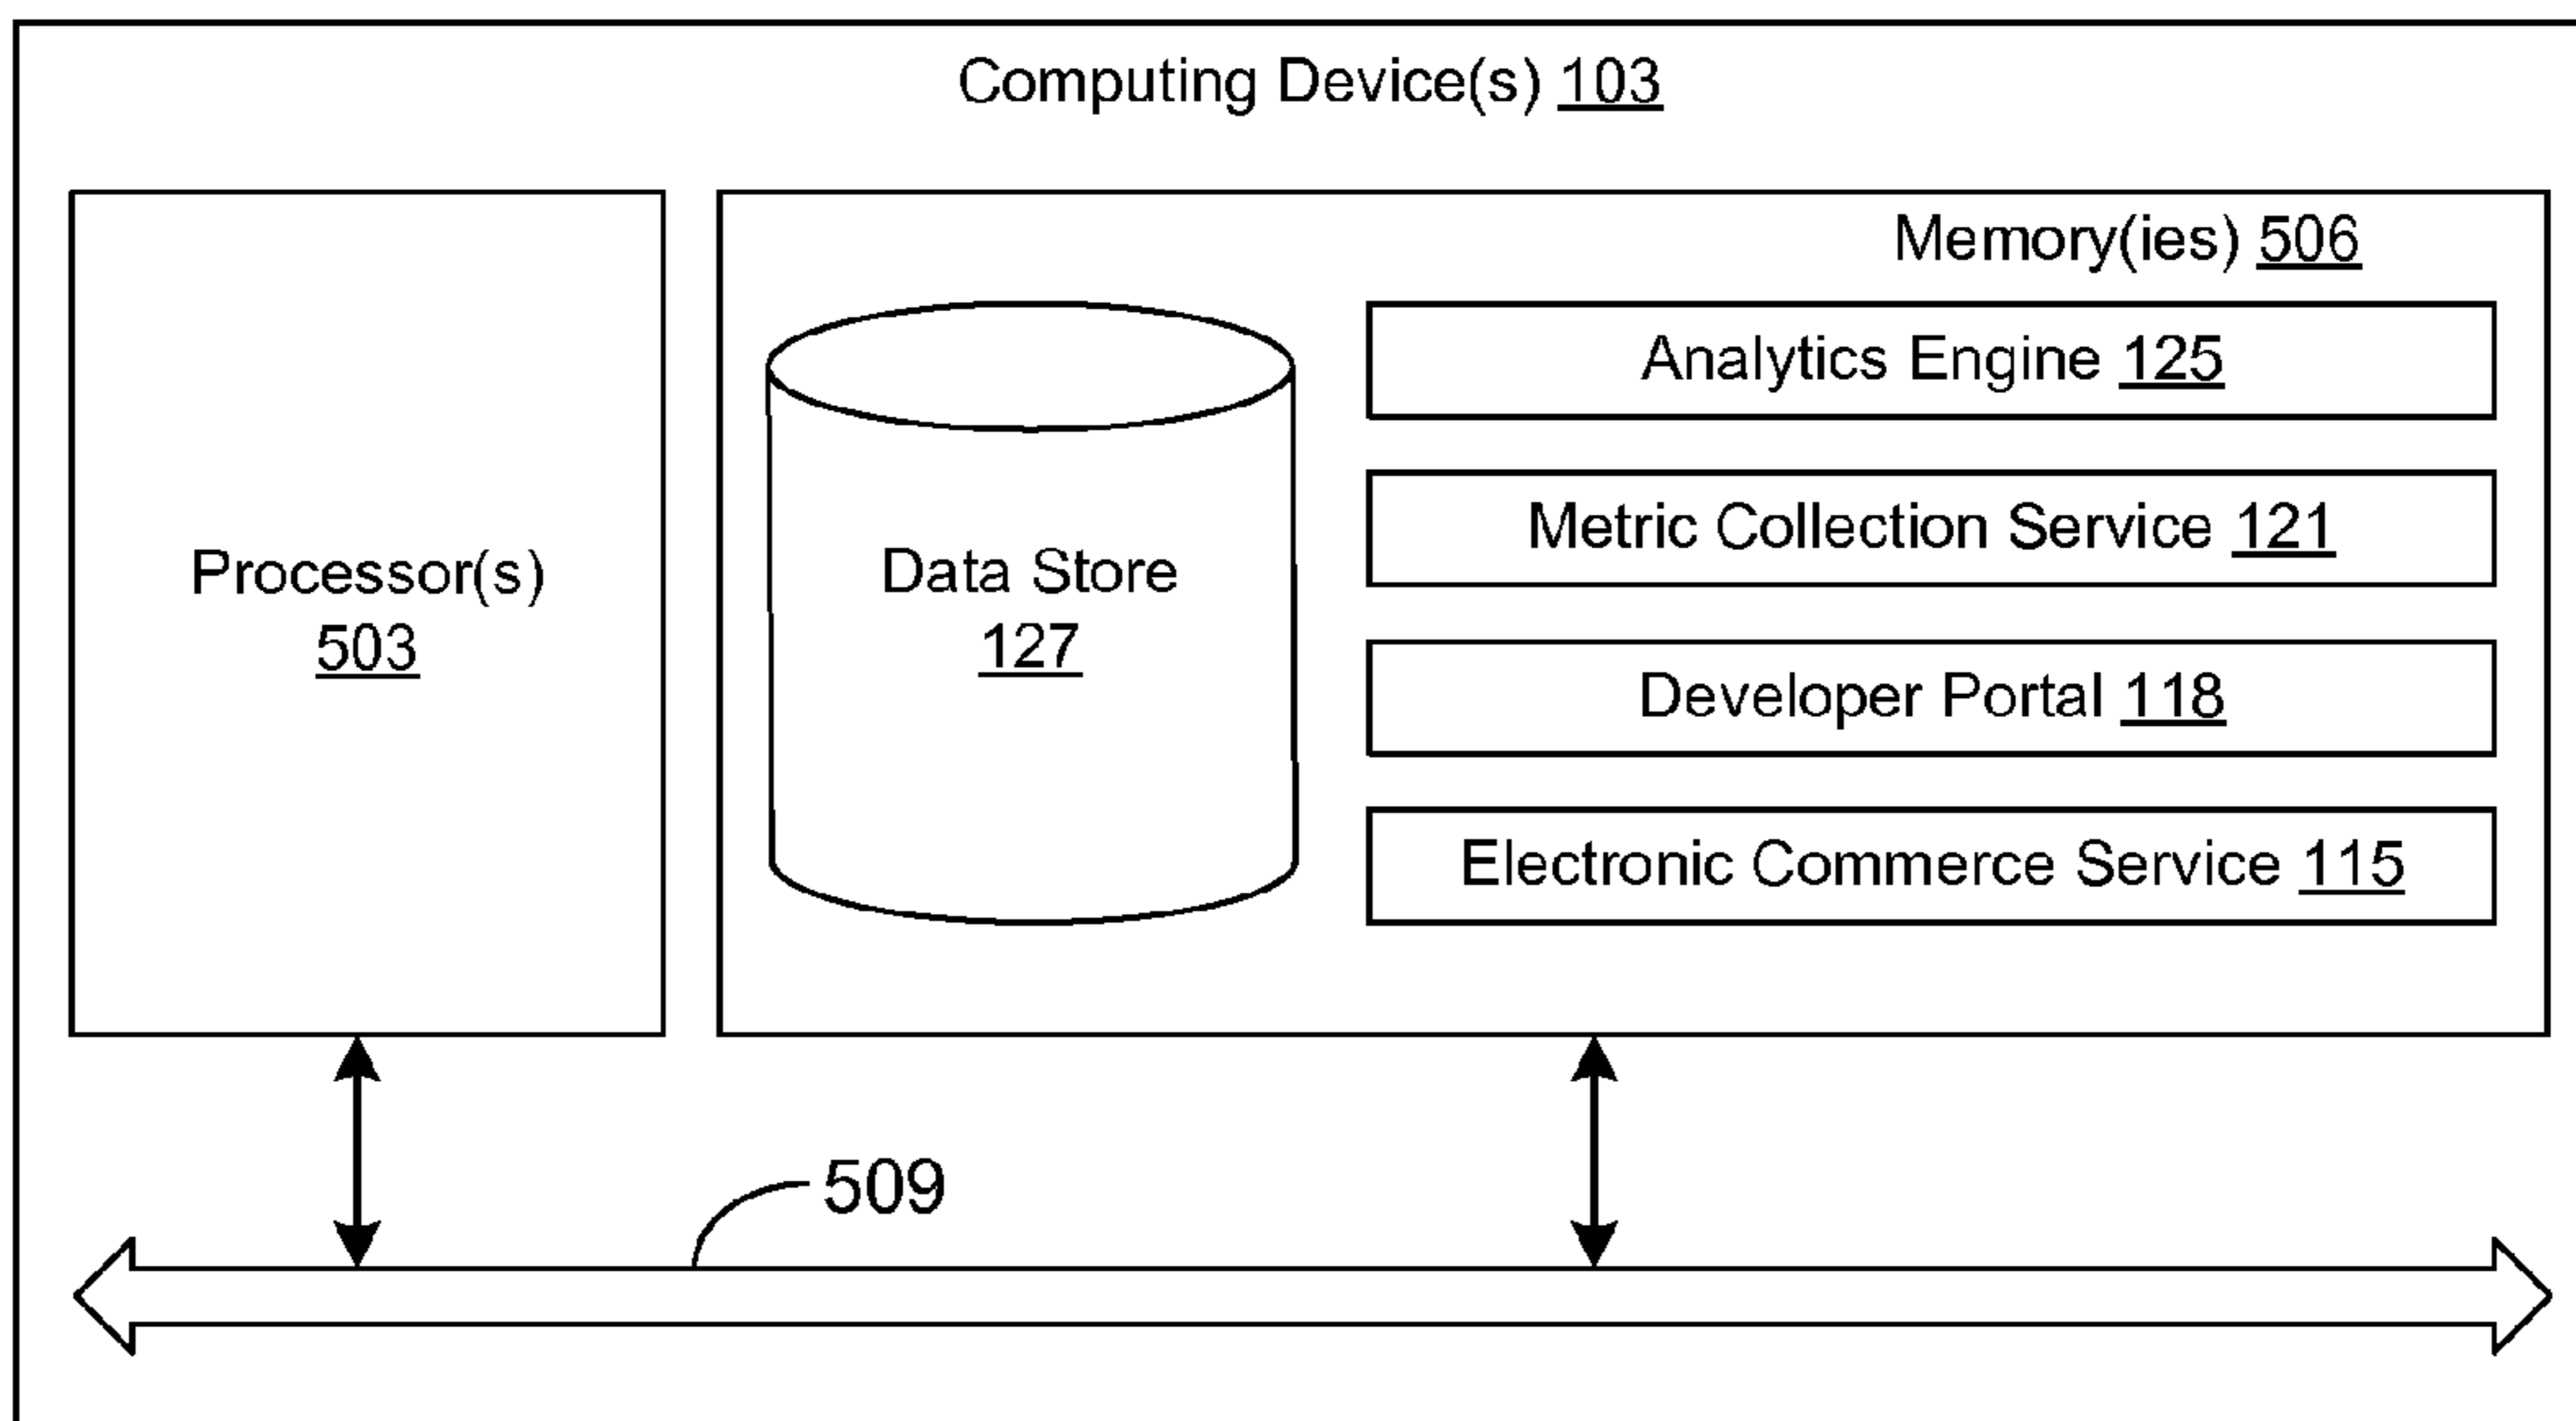 Computing Device(s) 103
Processor(s)
503
Memory(ies) 506
Data Store
127
Analytics Engine 125
Metric Collection Service 121
Developer Portal 118
Electronic Commerce Service 115
509